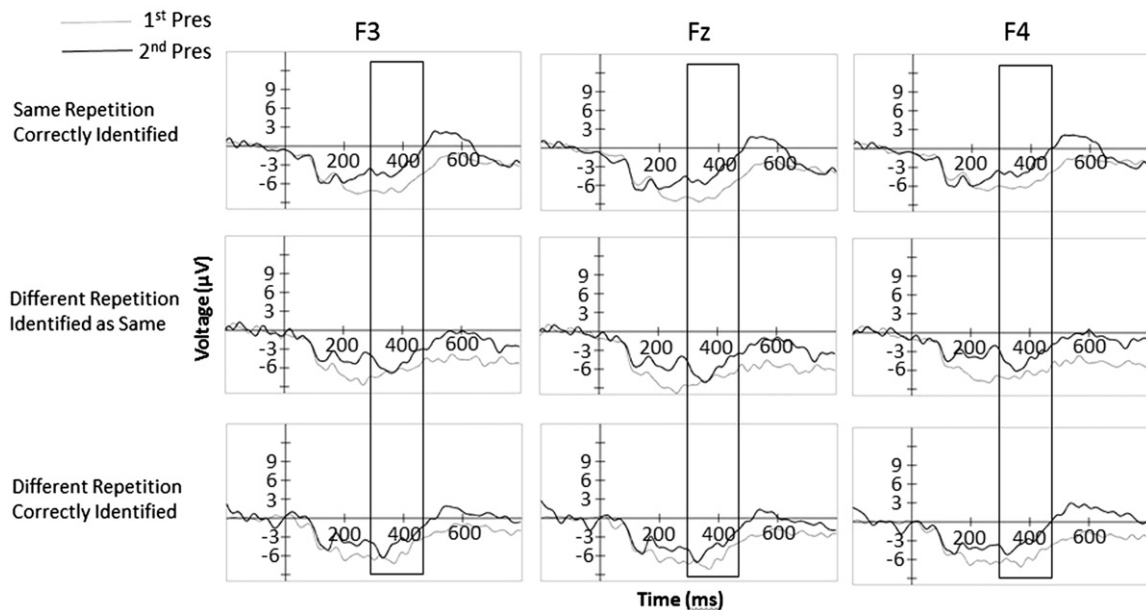 1st Pres
2nd Pres
F3 Fz F4
Same Repetition
Correctly Identified
9 9 9
6 6 6
3 3 3
200 400 600 200 400 600 200 400 600
-3 -3 -3
-6 -6 -6
Voltage (µV)
Different Repetition
Identified as Same
9 9 9
6 6 6
3 3 3
200 400 600 200 400 600 200 400 600
-3 -3 -3
-6 -6 -6
Different Repetition
Correctly Identified
9 9 9
6 6 6
3 3 3
200 400 600 200 400 600 200 400 600
-3 -3 -3
-6 -6 -6
Time (ms)